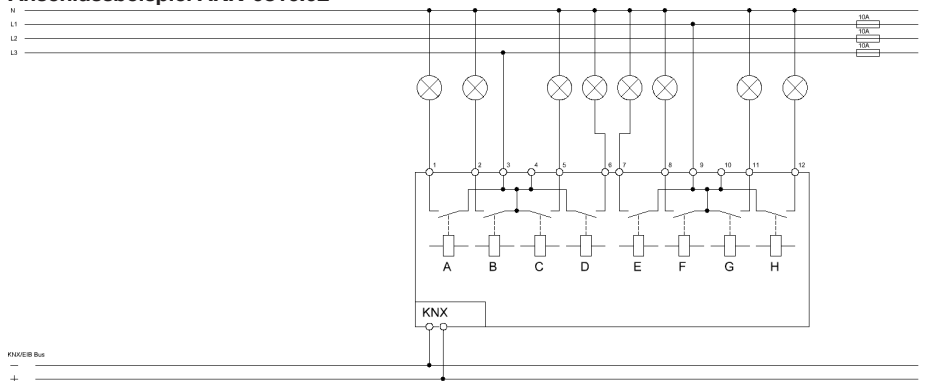 N
L1
L2
L3
10A
10A
10A
1 2 3 4 5 6 7 8 9 10 11 12
A B C D E F G H
KNX
KNX/EIB Bus
–
+